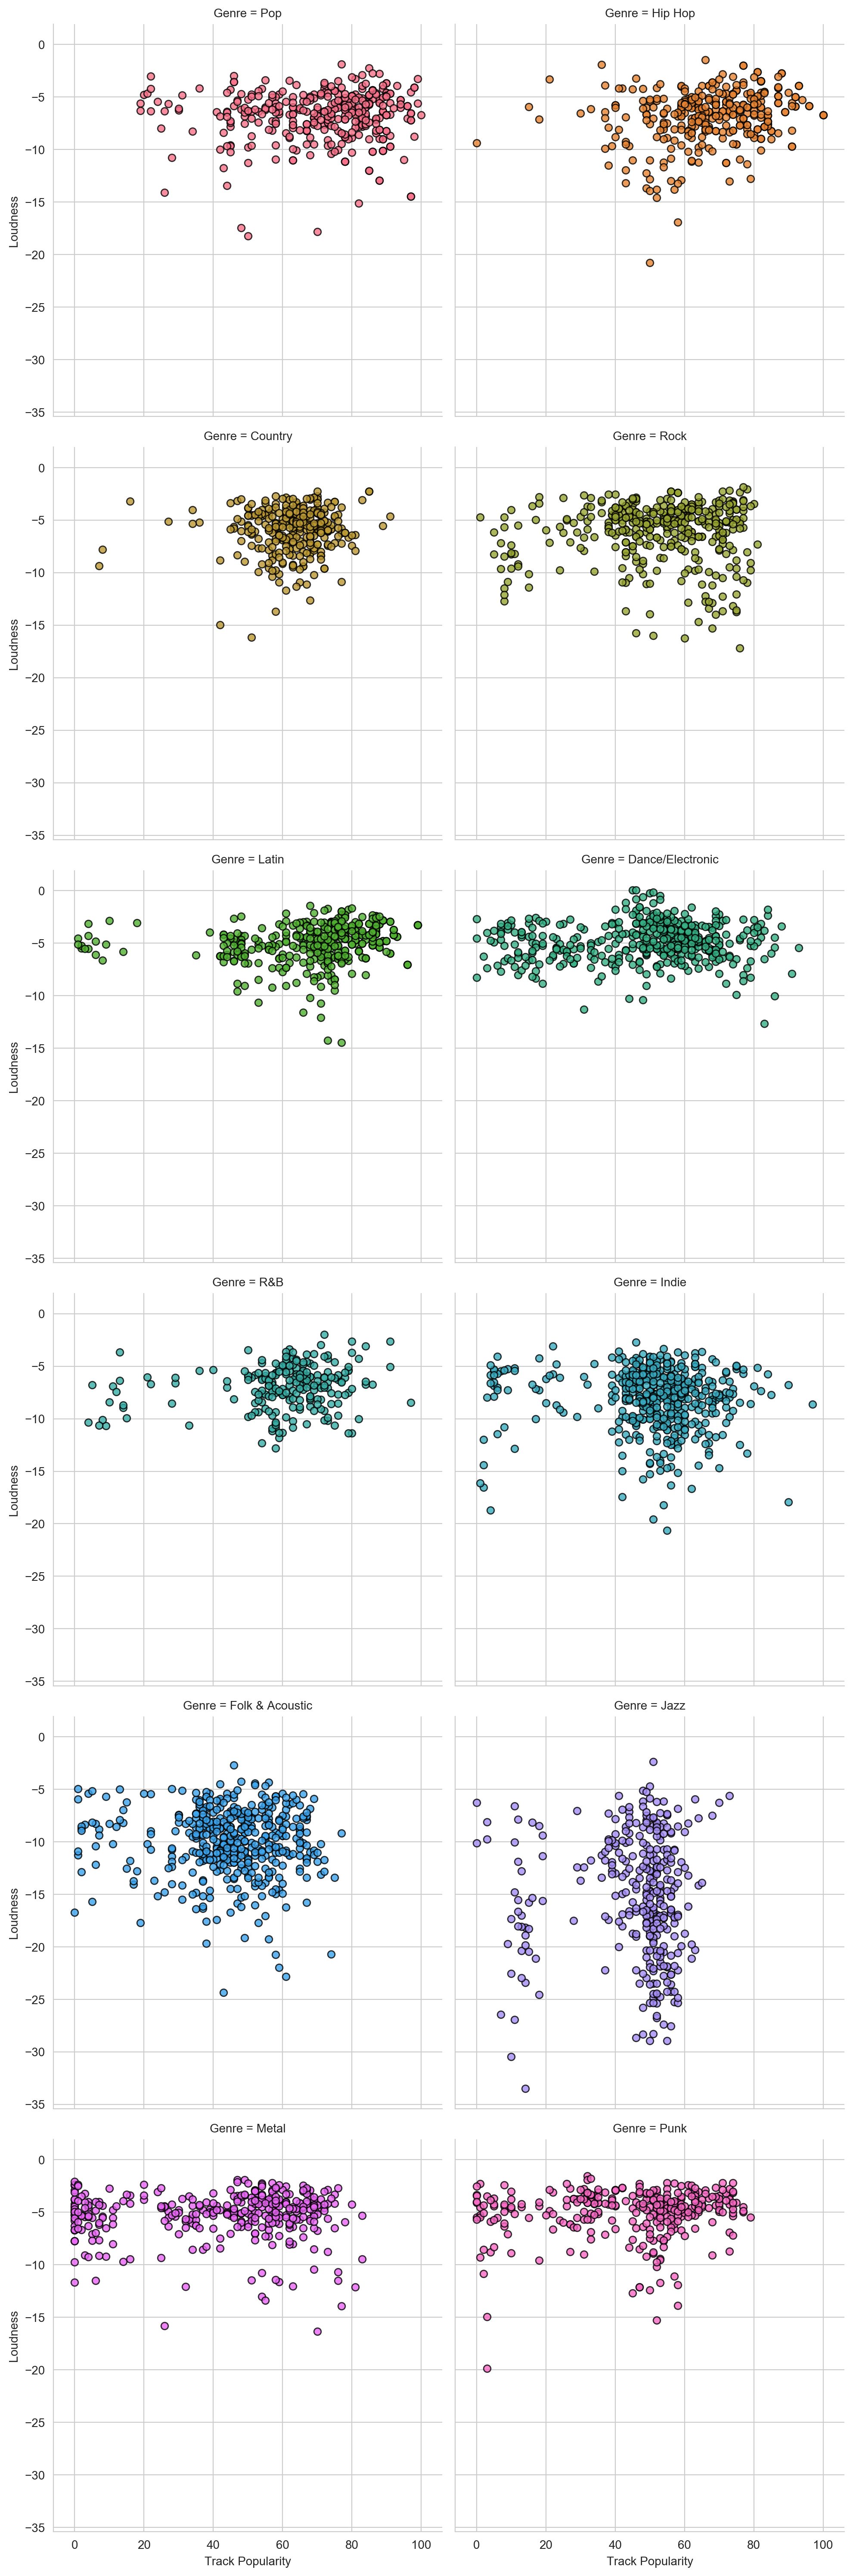 Genre = Pop
Genre = Hip Hop
0
−5
−10
−15
−20
−25
−30
−35
Loudness
Genre = Country
Genre = Rock
0
−5
−10
−15
−20
−25
−30
−35
Loudness
Genre = Latin
Genre = Dance/Electronic
0
−5
−10
−15
−20
−25
−30
−35
Loudness
Genre = R&B
Genre = Indie
0
−5
−10
−15
−20
−25
−30
−35
Loudness
Genre = Folk & Acoustic
Genre = Jazz
0
−5
−10
−15
−20
−25
−30
−35
Loudness
Genre = Metal
Genre = Punk
0
−5
−10
−15
−20
−25
−30
−35
Loudness
0 20 40 60 80 100
Track Popularity
0 20 40 60 80 100
Track Popularity